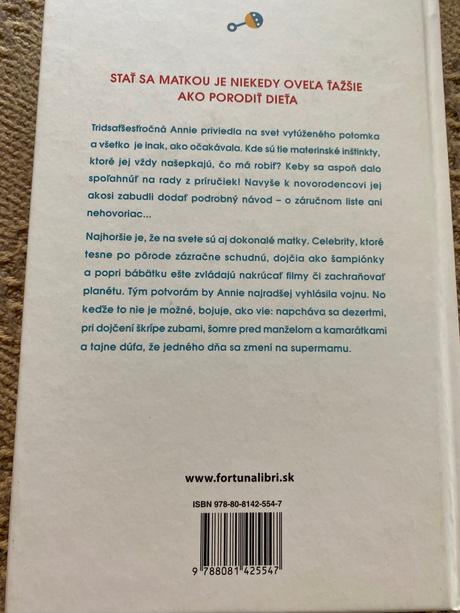 STAŤ SA MATKOU JE NIEKEDY OVEĽA ŤAŽŠIE
AKO PORODIŤ DIEŤA
Tridsaťšesťročná Annie priviedla na svet vytúženého potomka
a všetko je inak, ako očakávala. Kde sú tie materinské inštinkty,
ktoré jej vždy našepkajú, čo má robiť? Keby sa aspoň dalo
spoľahnúť na rady z príručiek! Navyše k novorodencovi jej
akosi zabudli dodať podrobný návod – o záručnom liste ani
nehovoriac...
Najhoršie je, že na svete sú aj dokonalé matky. Celebrity, ktoré
tesne po pôrode zázračne schudnú, dojčia ako šampiónky
a popri bábätku ešte zvládajú nakrúcať filmy či zachraňovať
planétu. Tým potvorám by Annie najradšej vyhlásila vojnu. No
keďže to nie je možné, bojuje, ako vie: napcháva sa dezertmi,
pri dojčení škrípe zubami, šomre pred manželom a kamarátkami
a tajne dúfa, že jedného dňa sa zmení na supermamu.
www.fortunalibri.sk
ISBN 978-80-8142-554-7
9 788081 425547